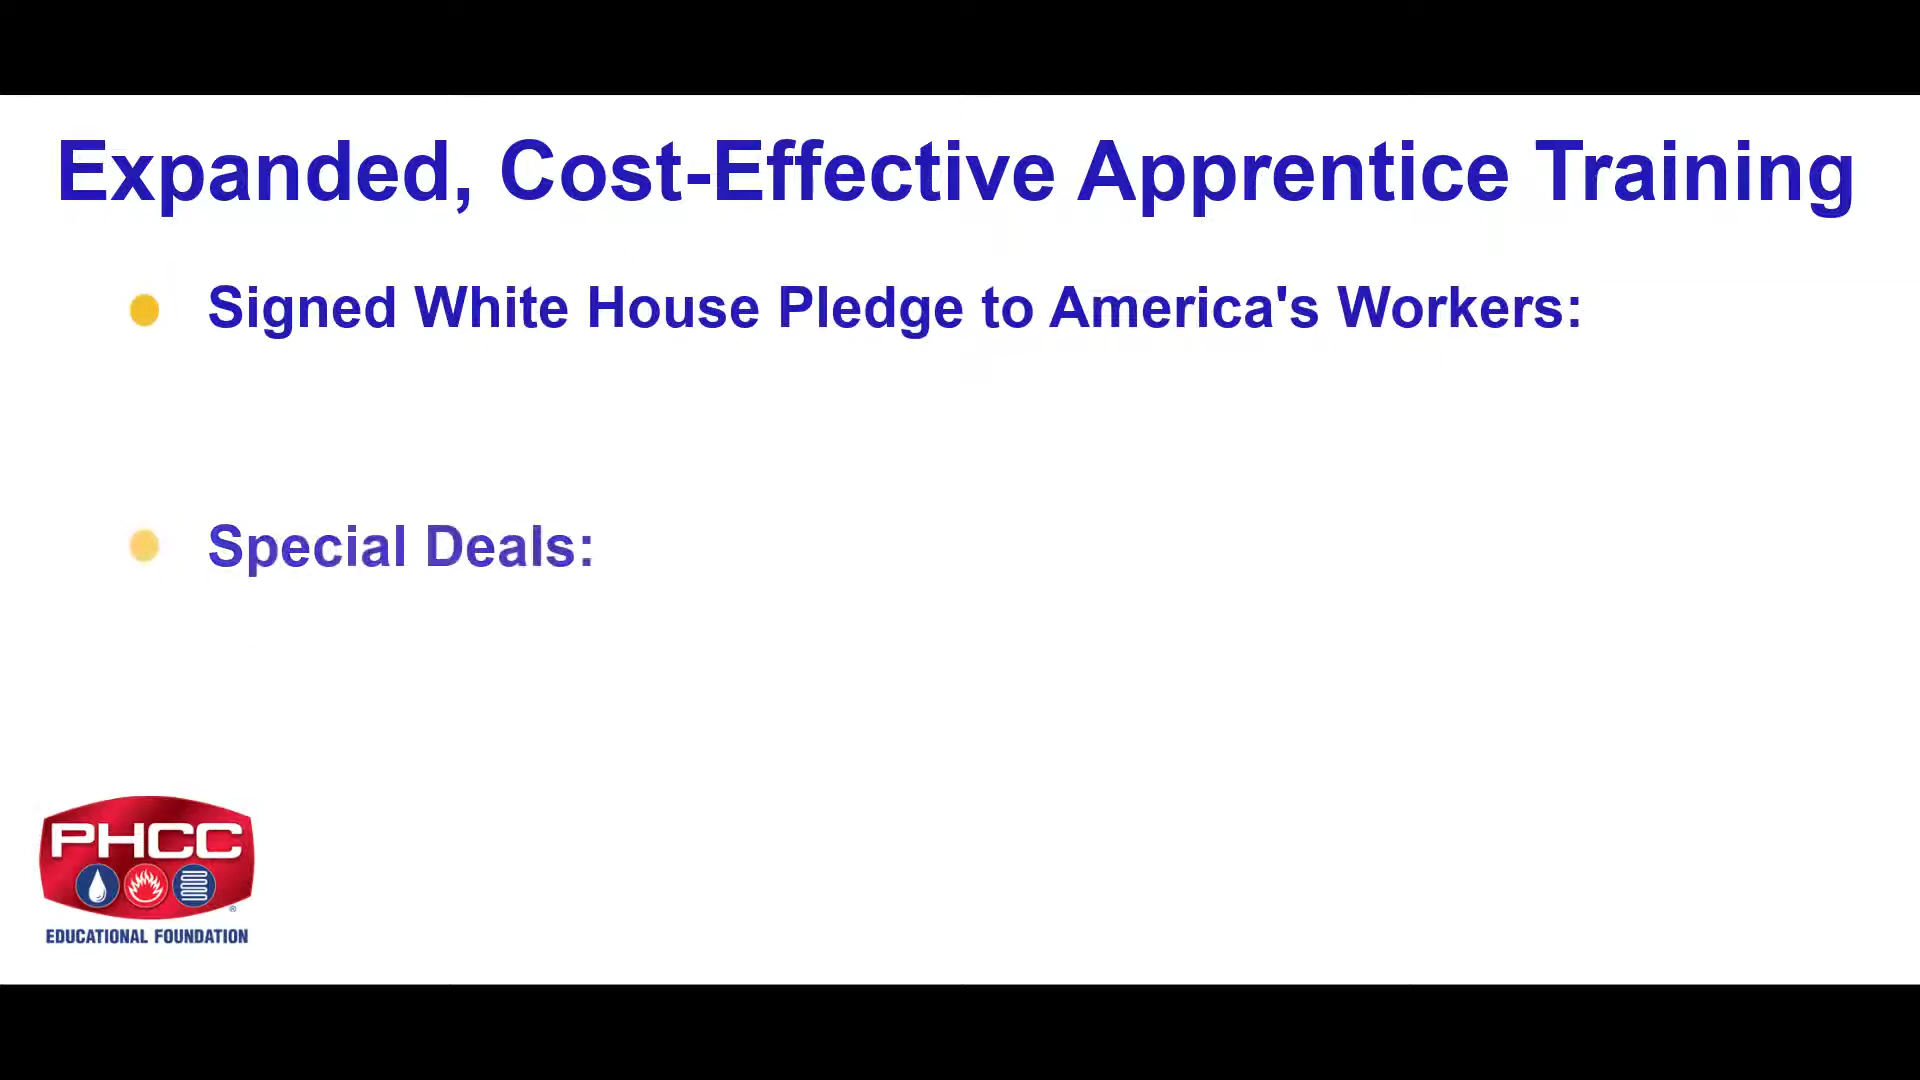 Expanded, Cost-Effective Apprentice Training
Signed White House Pledge to America's Workers:
Special Deals:
PHCC
®
EDUCATIONAL FOUNDATION